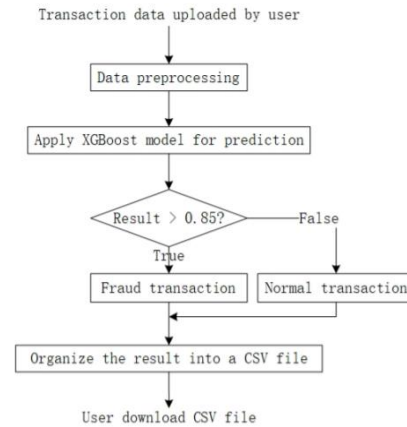 Transaction data uploaded by user
Data preprocessing
Apply XGBoost model for prediction
Result > 0.85?
False
True
Fraud transaction
Normal transaction
Organize the result into a CSV file
User download CSV file